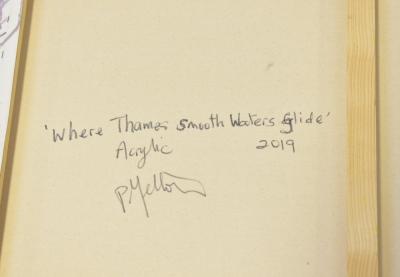 'Where Thames Smooth Waters Glide'
Acrylic 2019